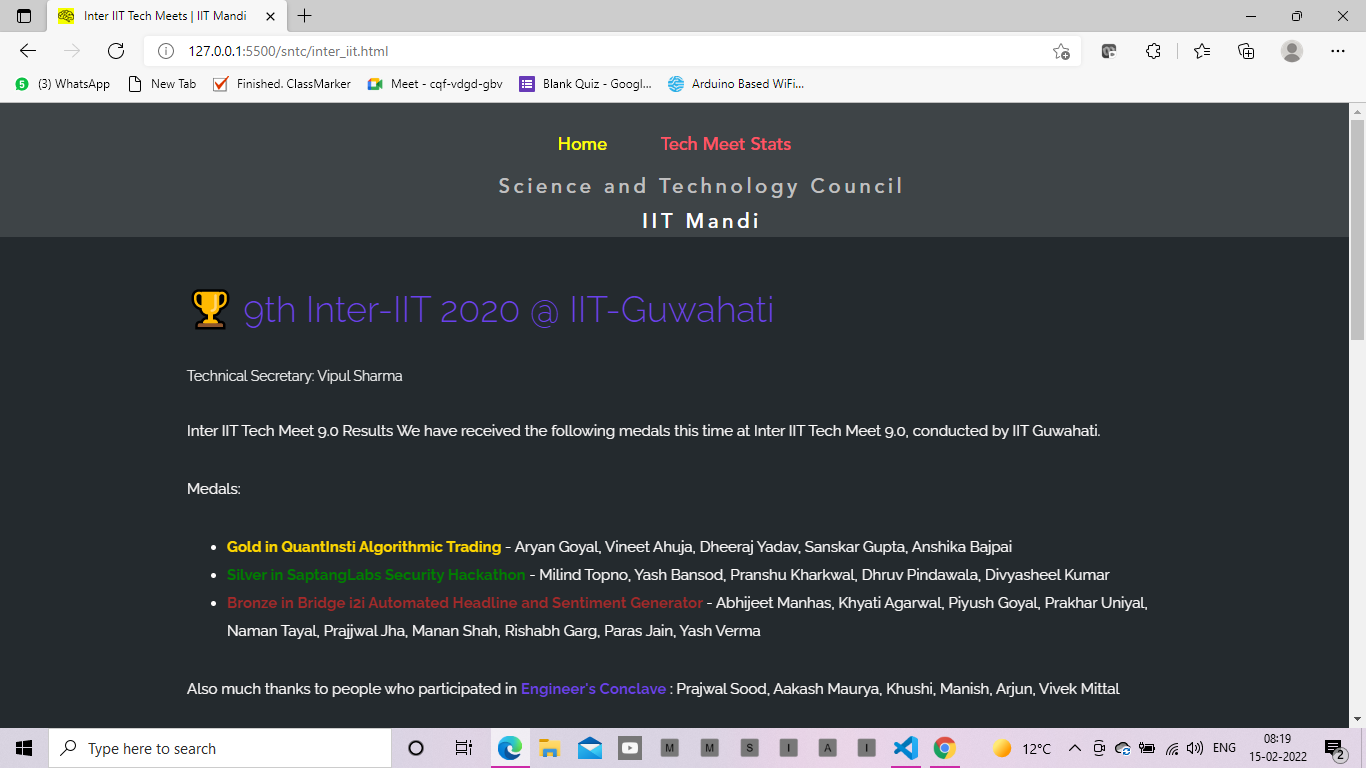 Inter IIT Tech Meets | IIT Mandi
127.0.0.1:5500/sntc/inter_iit.html
5 (3) WhatsApp New Tab Finished. ClassMarker Meet - cqf-vdgd-gbv Blank Quiz - Googl... Arduino Based WiFi...
Home Tech Meet Stats
Science and Technology Council
IIT Mandi
9th Inter-IIT 2020 @ IIT-Guwahati
Technical Secretary: Vipul Sharma
Inter IIT Tech Meet 9.0 Results We have received the following medals this time at Inter IIT Tech Meet 9.0, conducted by IIT Guwahati.
Medals:
• Gold in QuantInsti Algorithmic Trading - Aryan Goyal, Vineet Ahuja, Dheeraj Yadav, Sanskar Gupta, Anshika Bajpai
• Silver in SaptangLabs Security Hackathon - Milind Topno, Yash Bansod, Pranshu Kharkwal, Dhruv Pindawala, Divyasheel Kumar
• Bronze in Bridge i2i Automated Headline and Sentiment Generator - Abhijeet Manhas, Khyati Agarwal, Piyush Goyal, Prakhar Uniyal,
Naman Tayal, Prajjwal Jha, Manan Shah, Rishabh Garg, Paras Jain, Yash Verma
Also much thanks to people who participated in Engineer's Conclave : Prajwal Sood, Aakash Maurya, Khushi, Manish, Arjun, Vivek Mittal
Type here to search M M S I A I 12°C ENG 08:19
15-02-2022 2